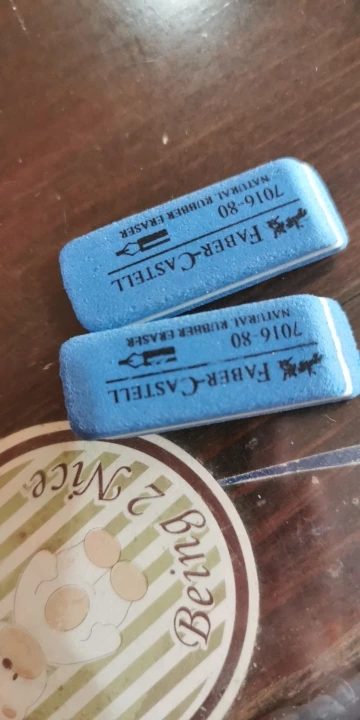 FABER-CASTELL
7016-80
NATURAL RUBBER ERASER
FABER-CASTELL
7016-80
NATURAL RUBBER ERASER
Being 2 Nice